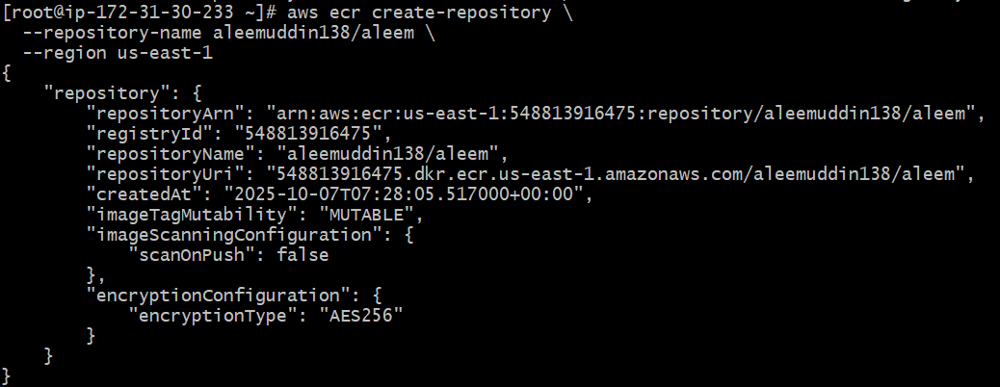 [root@ip-172-31-30-233 ~]# aws ecr create-repository \
  --repository-name aleemuddin138/aleem \
  --region us-east-1
{
    "repository": {
        "repositoryArn": "arn:aws:ecr:us-east-1:548813916475:repository/aleemuddin138/aleem",
        "registryId": "548813916475",
        "repositoryName": "aleemuddin138/aleem",
        "repositoryUri": "548813916475.dkr.ecr.us-east-1.amazonaws.com/aleemuddin138/aleem",
        "createdAt": "2025-10-07T07:28:05.517000+00:00",
        "imageTagMutability": "MUTABLE",
        "imageScanningConfiguration": {
            "scanOnPush": false
        },
        "encryptionConfiguration": {
            "encryptionType": "AES256"
        }
    }
}